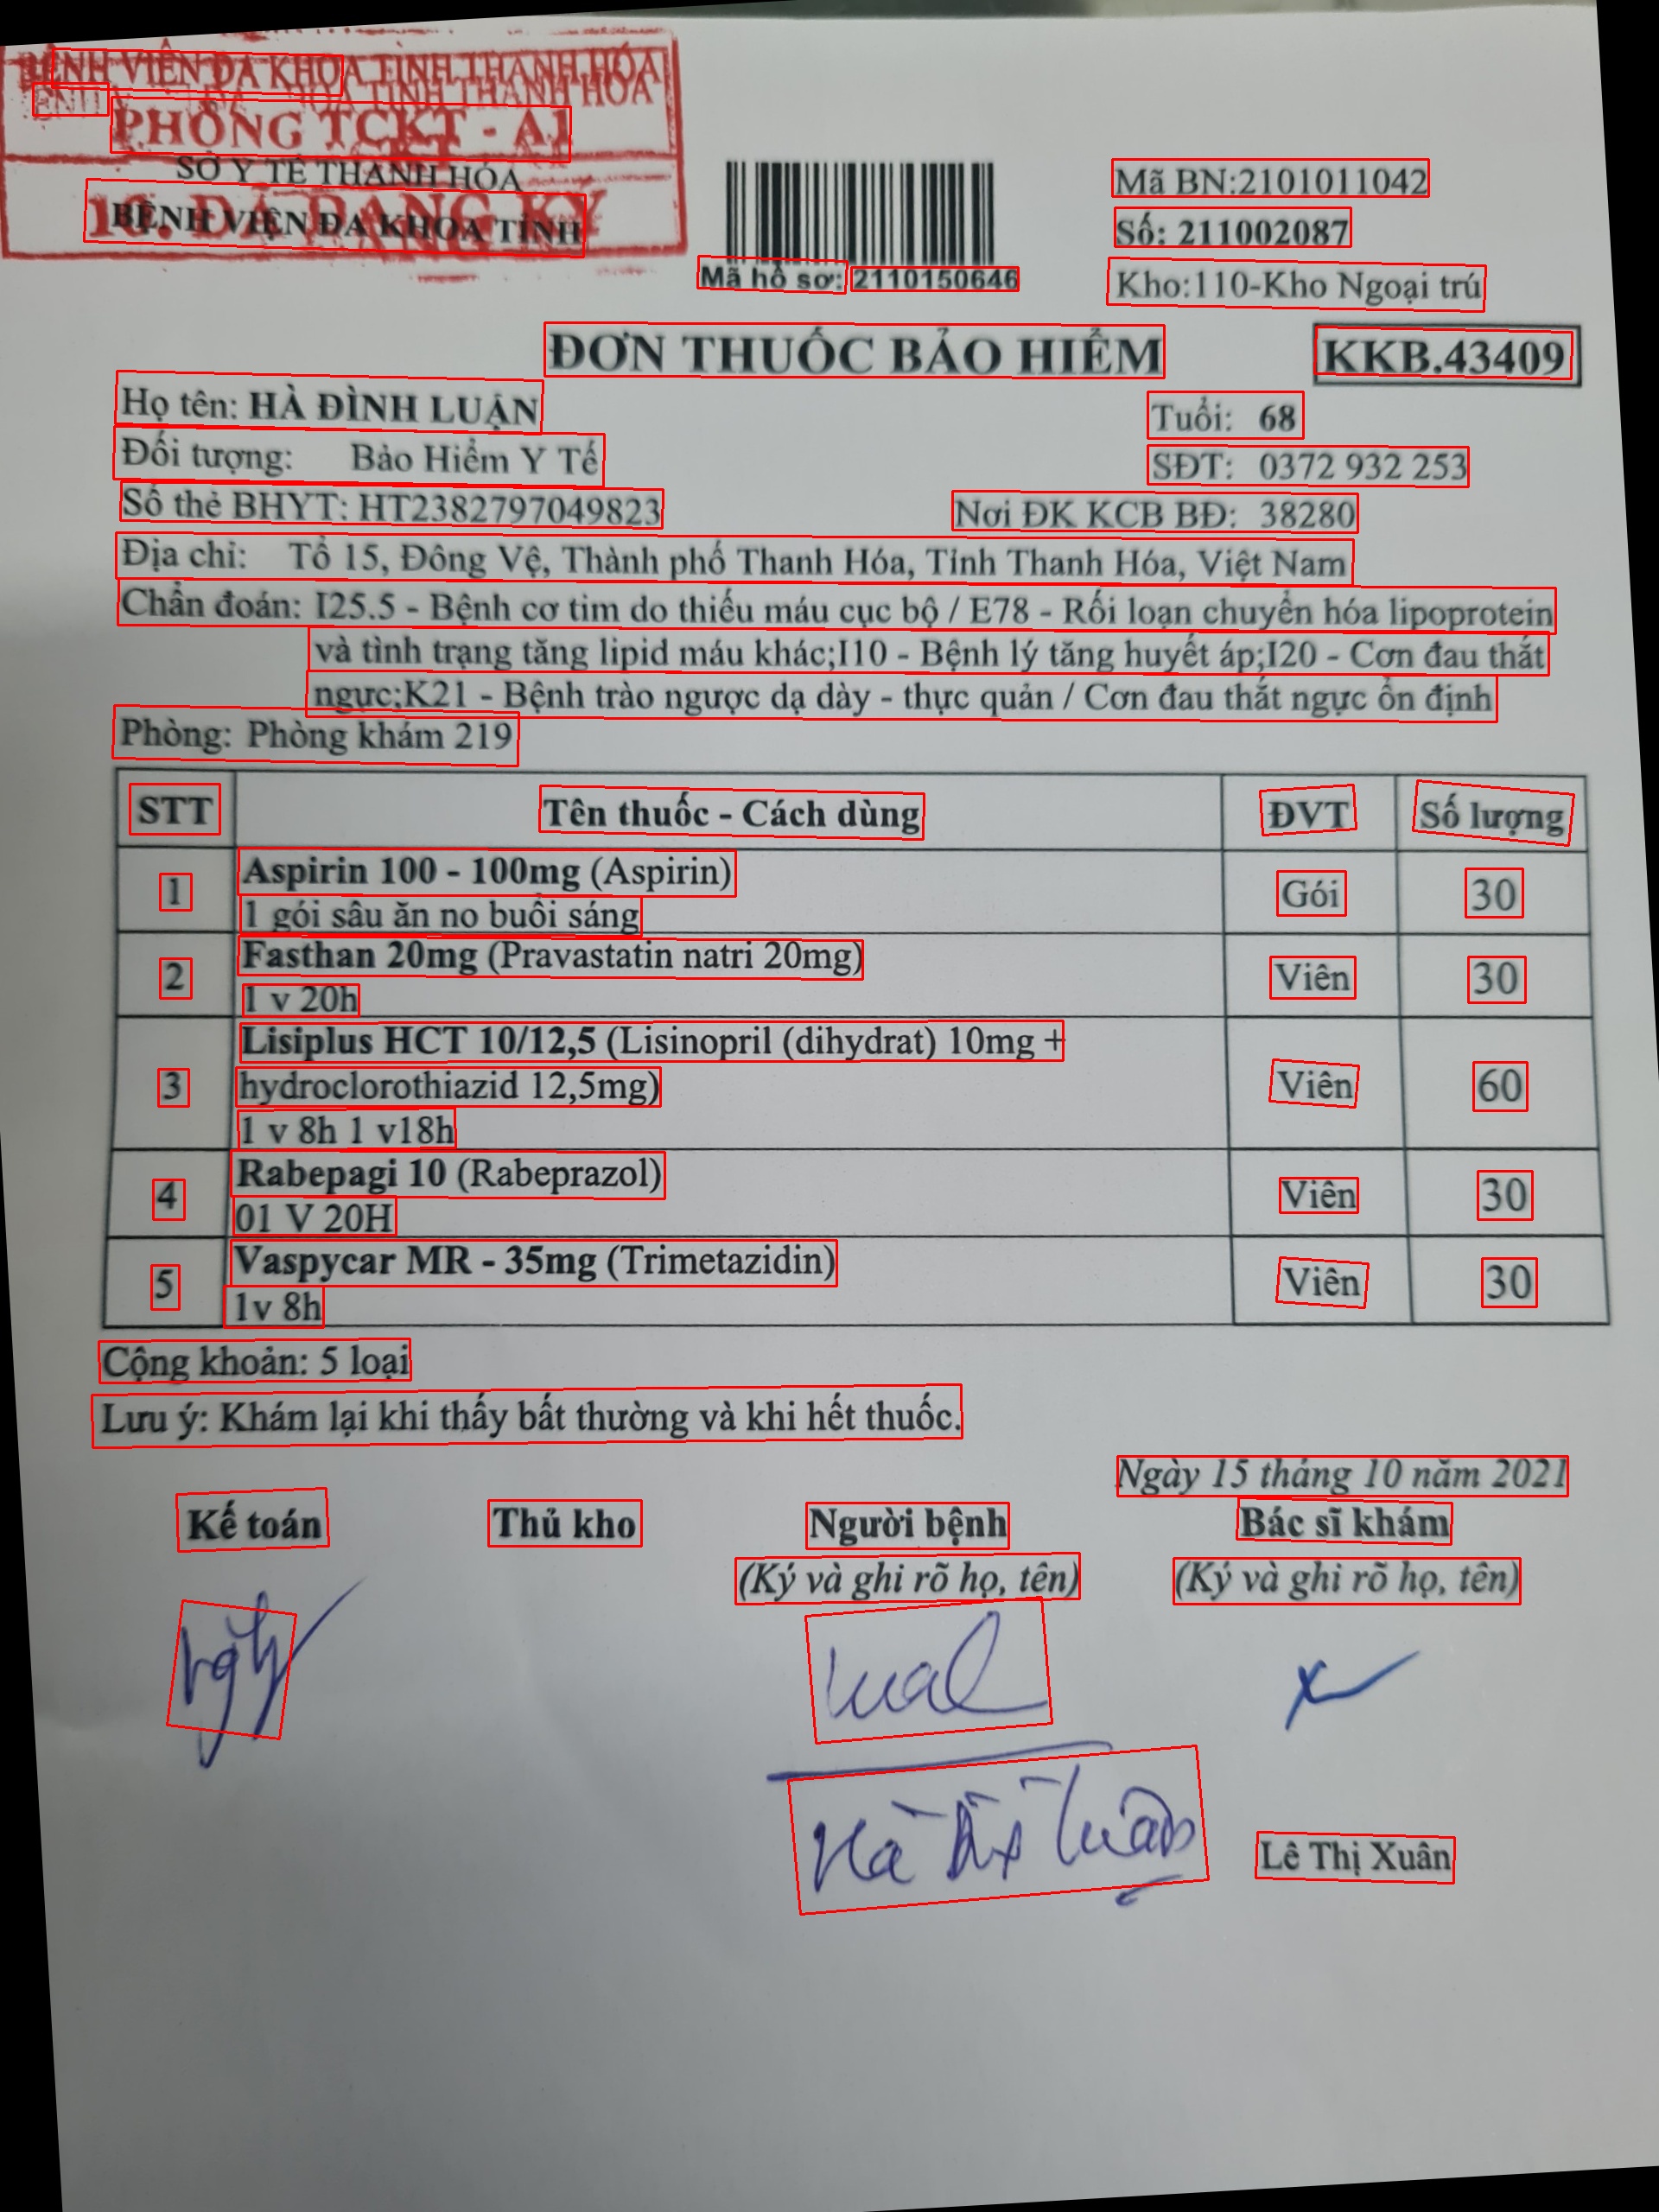 BỆNH VIỆN ĐA KHOA TỈNH THANH HÓA
PHÒNG TCKT - A1
SỞ Y TẾ THANH HÓA
BỆNH VIỆN ĐA KHOA TỈNH
Mã hồ sơ: 2110150646
Mã BN:2101011042
Số: 211002087
Kho:110-Kho Ngoại trú
ĐƠN THUỐC BẢO HIỂM
KKB.43409
Họ tên: HÀ ĐÌNH LUẬN
Tuổi: 68
Đối tượng: Bảo Hiểm Y Tế
SĐT: 0372 932 253
Số thẻ BHYT: HT2382797049823
Nơi ĐK KCB BĐ: 38280
Địa chỉ: Tổ 15, Đông Vệ, Thành phố Thanh Hóa, Tỉnh Thanh Hóa, Việt Nam
Chẩn đoán: I25.5 - Bệnh cơ tim do thiếu máu cục bộ / E78 - Rối loạn chuyển hóa lipoprotein
và tình trạng tăng lipid máu khác;I10 - Bệnh lý tăng huyết áp;I20 - Cơn đau thắt
ngực;K21 - Bệnh trào ngược dạ dày - thực quản / Cơn đau thắt ngực ổn định
Phòng: Phòng khám 219
STT Tên thuốc - Cách dùng ĐVT Số lượng
1 Aspirin 100 - 100mg (Aspirin) Gói 30
1 gói sâu ăn no buổi sáng
2 Fasthan 20mg (Pravastatin natri 20mg) Viên 30
1 v 20h
3 Lisiplus HCT 10/12,5 (Lisinopril (dihydrat) 10mg + Viên 60
hydroclorothiazid 12,5mg)
1 v 8h 1 v18h
4 Rabepagi 10 (Rabeprazol) Viên 30
01 V 20H
5 Vaspycar MR - 35mg (Trimetazidin) Viên 30
1v 8h
Cộng khoản: 5 loại
Lưu ý: Khám lại khi thấy bất thường và khi hết thuốc.
Ngày 15 tháng 10 năm 2021
Kế toán Thủ kho Người bệnh Bác sĩ khám
(Ký và ghi rõ họ, tên) (Ký và ghi rõ họ, tên)
Hà Đình Luận
Lê Thị Xuân